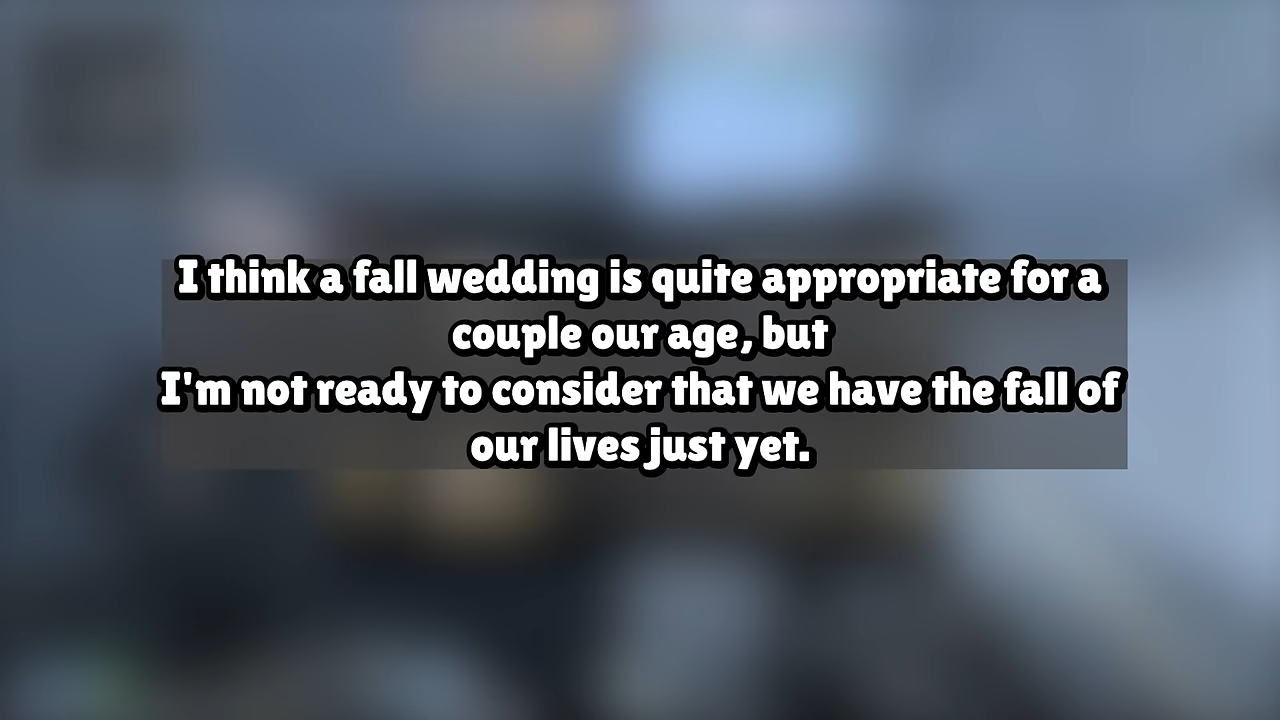 I think a fall wedding is quite appropriate for a
couple our age, but
I'm not ready to consider that we have the fall of
our lives just yet.